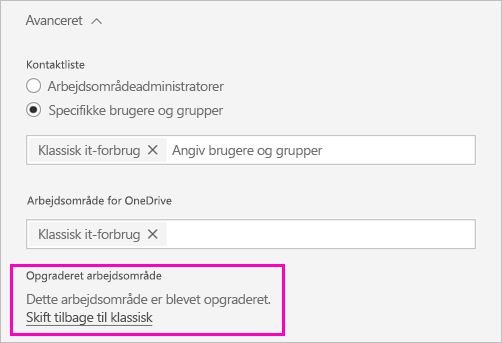 Avanceret
Kontaktliste
Arbejdsområdeadministratorer
Specifikke brugere og grupper
Klassisk it-forbrug Angiv brugere og grupper
Arbejdsområde for OneDrive
Klassisk it-forbrug
Opgraderet arbejdsområde
Dette arbejdsområde er blevet opgraderet.
Skift tilbage til klassisk